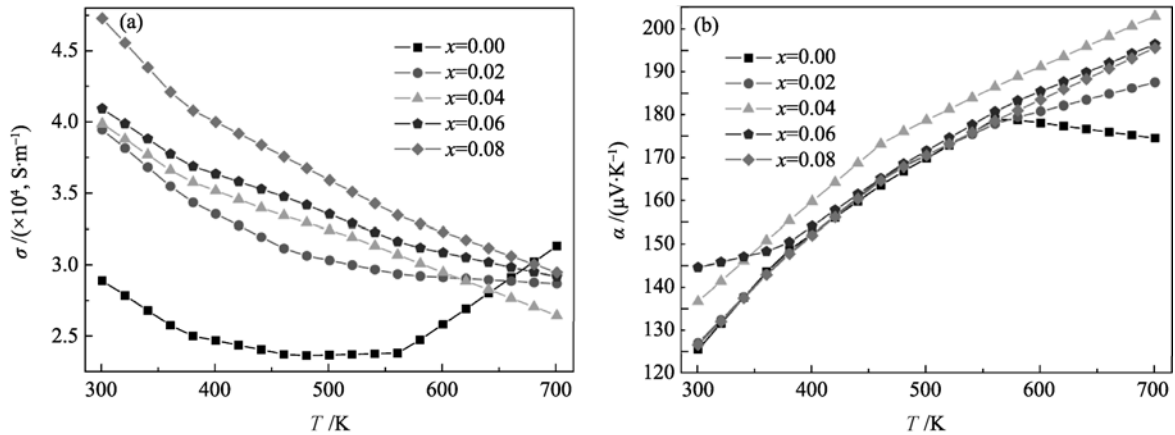 (a)
x=0.00
x=0.02
x=0.04
x=0.06
x=0.08
4.5
4.0
3.5
3.0
2.5
σ /(×10⁴, S·m⁻¹)
300 400 500 600 700
T /K
(b)
x=0.00
x=0.02
x=0.04
x=0.06
x=0.08
200
190
180
170
160
150
140
130
120
α /(μV·K⁻¹)
300 400 500 600 700
T /K